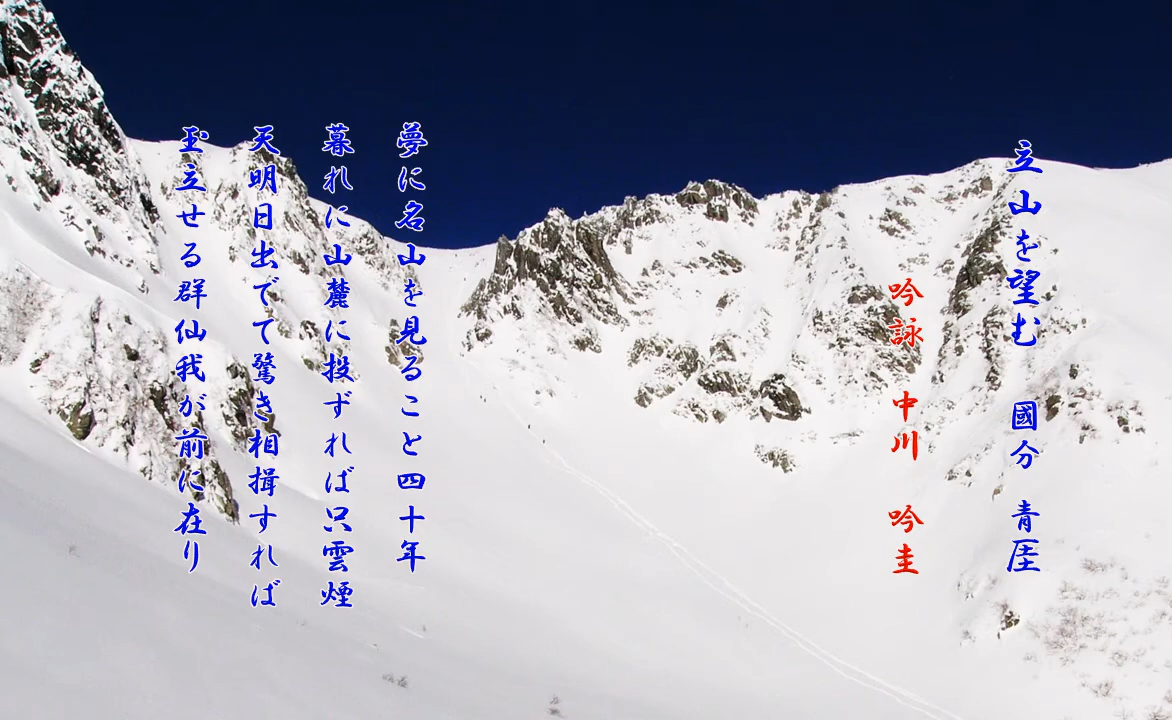 立山を望む 國分 青厓
吟詠 中川 吟圭
夢に名山を見ること四十年
暮れに山麓に投ずれば只雲煙
天明日出でて驚き相揖すれば
玉立せる群仙我が前に在り